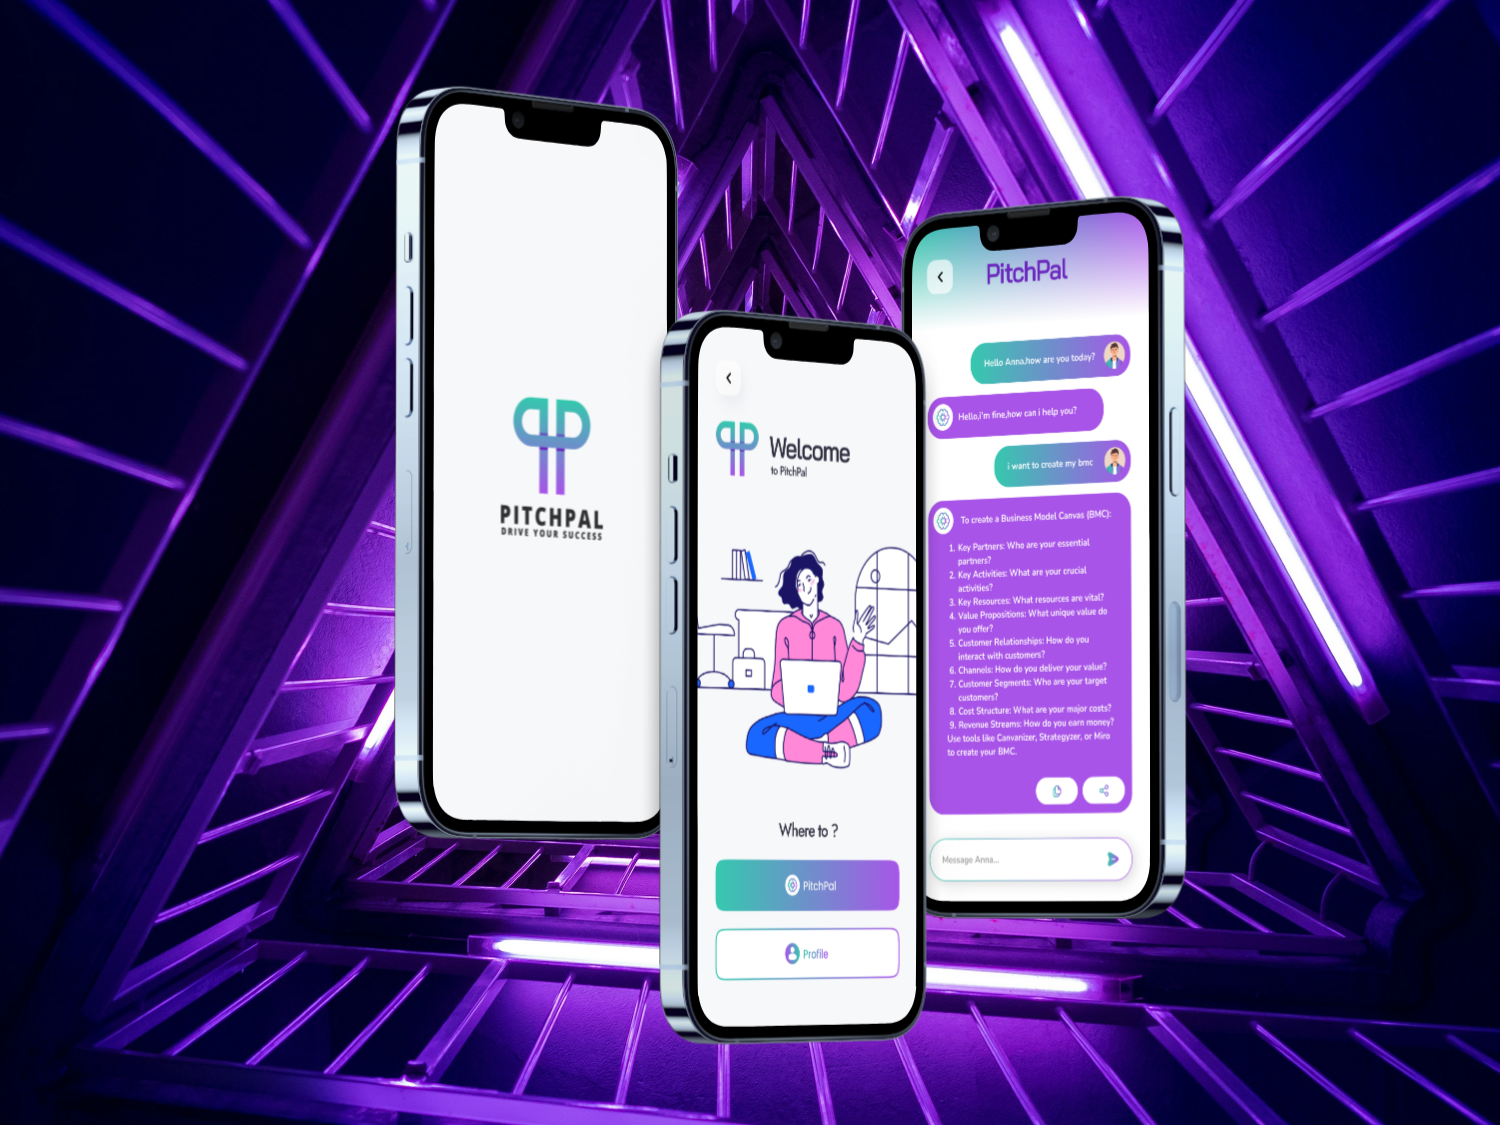 PITCHPAL
DRIVE YOUR SUCCESS
Welcome
to PitchPal
Where to ?
PitchPal
Profile
PitchPal
Hello Anna,how are you today?
Hello,i'm fine,how can i help you?
i want to create my bmc
To create a Business Model Canvas (BMC):
1. Key Partners: Who are your essential
partners?
2. Key Activities: What are your crucial
activities?
3. Key Resources: What resources are vital?
4. Value Propositions: What unique value do
you offer?
5. Customer Relationships: How do you
interact with customers?
6. Channels: How do you deliver your value?
7. Customer Segments: Who are your target
customers?
8. Cost Structure: What are your major costs?
9. Revenue Streams: How do you earn money?
Use tools like Canvanizer, Strategyzer, or Miro
to create your BMC.
Message Anna...